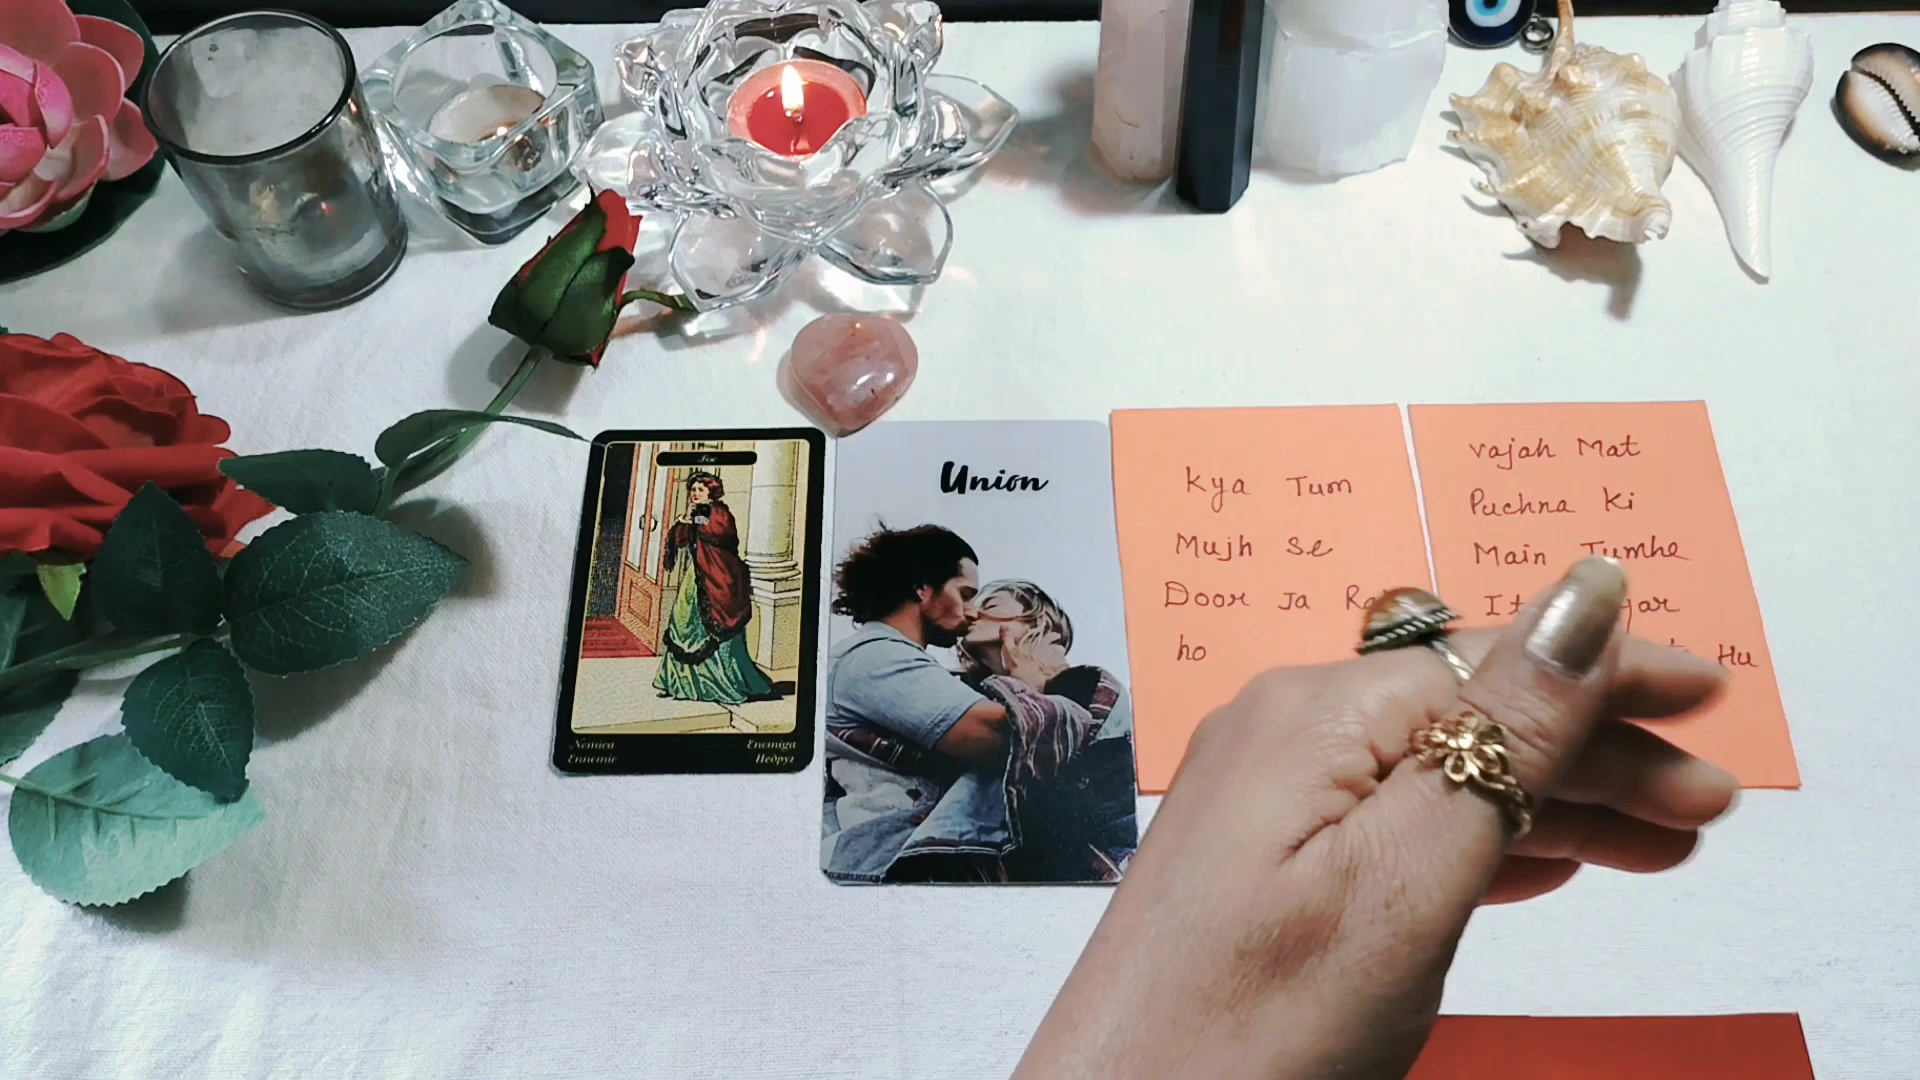 Foe
Nemica Enemiga
Ennemie Недруг
Union
Kya Tum
Mujh Se
Door Ja
ho
vajah Mat
Puchna Ki
Main Tumhe
Hu